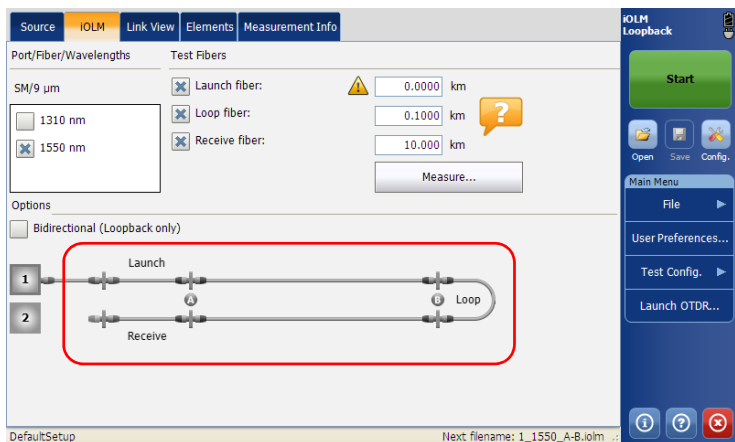 Source iOLM Link View Elements Measurement Info
iOLM
Loopback
Port/Fiber/Wavelengths Test Fibers
SM/9 µm
1310 nm
1550 nm
Launch fiber: 0.0000 km
Loop fiber: 0.1000 km
Receive fiber: 10.000 km
?
Measure...
Options
Bidirectional (Loopback only)
Launch
1
A B Loop
2
Receive
DefaultSetup Next filename: 1_1550_A-B.iolm
Start
Open Save Config.
Main Menu
File
User Preferences...
Test Config.
Launch OTDR...